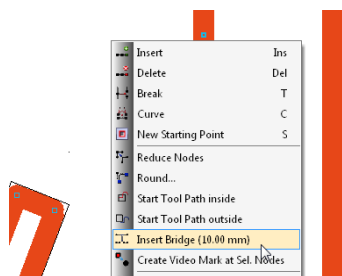 Insert Ins
Delete Del
Break T
Curve C
New Starting Point S
Reduce Nodes
Round...
Start Tool Path inside
Start Tool Path outside
Insert Bridge (10.00 mm)
Create Video Mark at Sel. Nodes